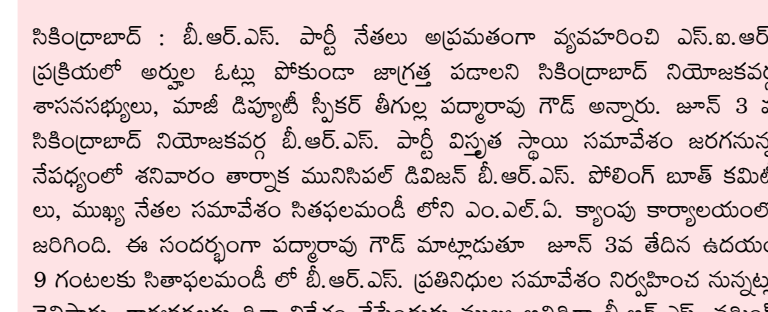 సికింద్రాబాద్ : బీ.ఆర్.ఎస్. పార్టీ నేతలు అప్రమతంగా వ్యవహరించి ఎస్.ఐ.ఆర్
ప్రక్రియలో అర్హుల ఓట్లు పోకుండా జాగ్రత్త పడాలని సికింద్రాబాద్ నియోజకవర్గ
శాసనసభ్యులు, మాజీ డిప్యూటీ స్పీకర్ తీగుల్ల పద్మారావు గౌడ్ అన్నారు. జూన్ 3
సికింద్రాబాద్ నియోజకవర్గ బీ.ఆర్.ఎస్. పార్టీ విస్తృత స్థాయి సమావేశం జరగనున్న
నేపధ్యంలో శనివారం తార్నాక మునిసిపల్ డివిజన్ బీ.ఆర్.ఎస్. పోలింగ్ బూత్ కమిటీ
లు, ముఖ్య నేతల సమావేశం సితఫలమండీ లోని ఎం.ఎల్.ఏ. క్యాంపు కార్యాలయంలో
జరిగింది. ఈ సందర్భంగా పద్మారావు గౌడ్ మాట్లాడుతూ జూన్ 3వ తేదిన ఉదయం
9 గంటలకు సితాఫలమండీ లో బీ.ఆర్.ఎస్. ప్రతినిధుల సమావేశం నిర్వహించ నున్నట్లు